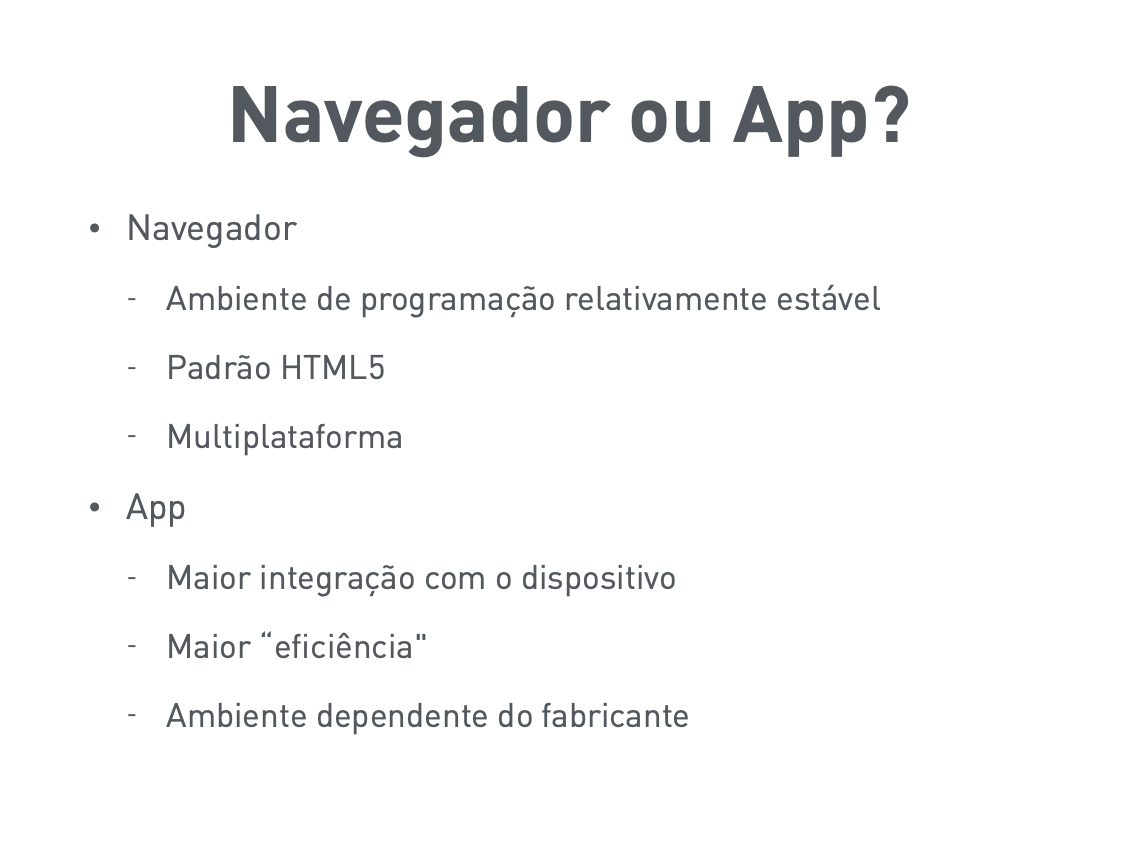 Navegador ou App?
• Navegador
- Ambiente de programação relativamente estável
- Padrão HTML5
- Multiplataforma
• App
- Maior integração com o dispositivo
- Maior “eficiência"
- Ambiente dependente do fabricante